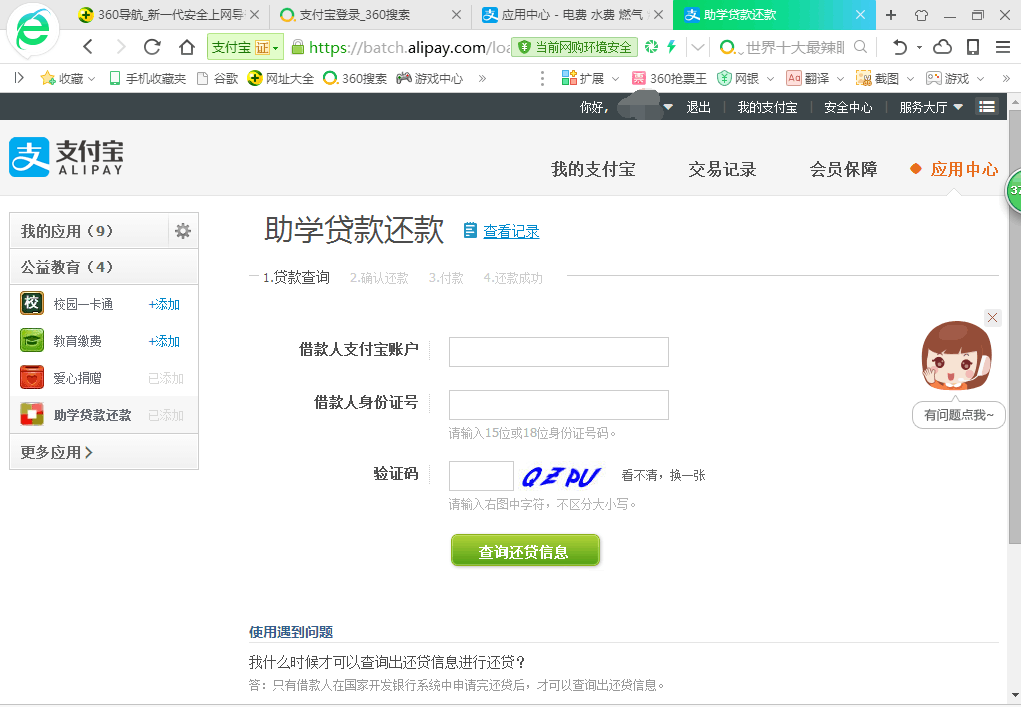 360导航_新一代安全上网导 支付宝登录_360搜索 应用中心 - 电费 水费 燃气 助学贷款还款
支付宝 证 https://batch.alipay.com/loa 当前网购环境安全 世界十大最辣眼
收藏 手机收藏夹 谷歌 网址大全 360搜索 游戏中心 » 扩展 360抢票王 网银 翻译 截图 游戏 »
你好， 退出 我的支付宝 安全中心 服务大厅
支 支付宝
ALIPAY
我的支付宝 交易记录 会员保障 应用中心
37
我的应用（9）
公益教育（4）
校 校园一卡通 +添加
教育缴费 +添加
爱心捐赠 已添加
助学贷款还款 已添加
更多应用
助学贷款还款 查看记录
1.贷款查询 2.确认还款 3.付款 4.还款成功
借款人支付宝账户
借款人身份证号
请输入15位或18位身份证号码。
验证码 QZPU 看不清，换一张
请输入右图中字符，不区分大小写。
查询还贷信息
有问题点我~
使用遇到问题
我什么时候才可以查询出还贷信息进行还贷？
答：只有借款人在国家开发银行系统中申请完还贷后，才可以查询出还贷信息。